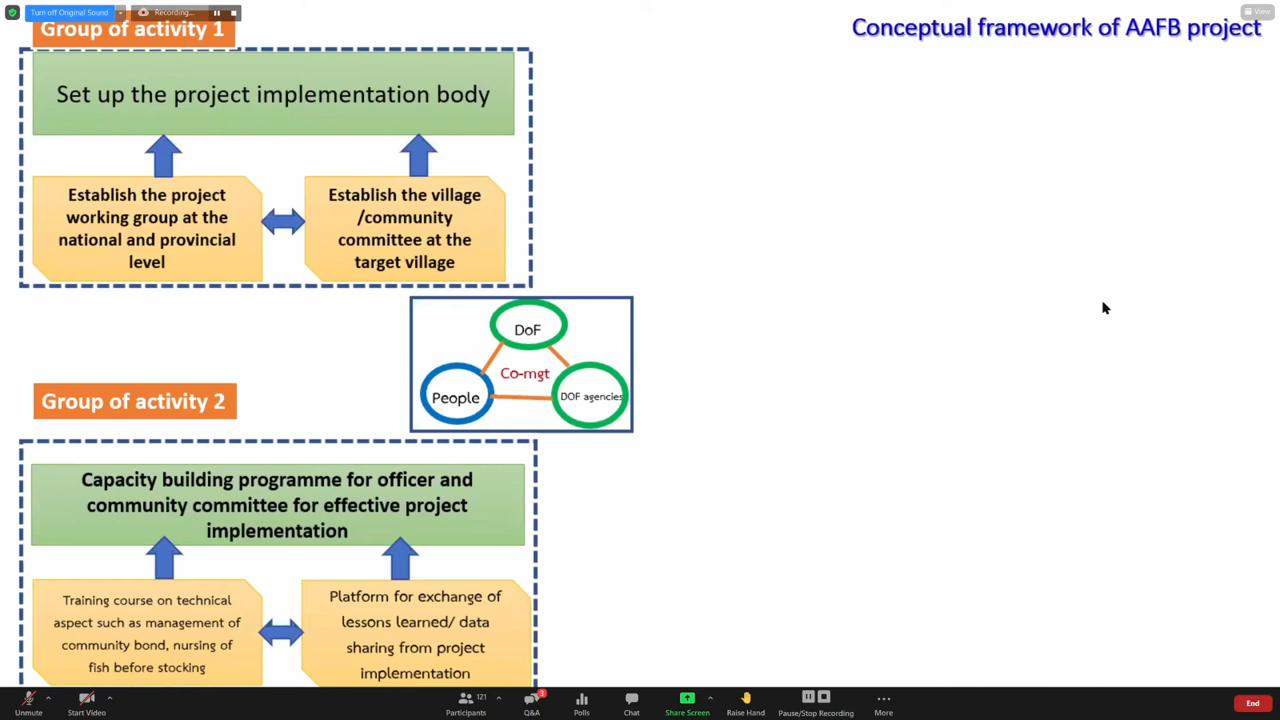 Turn off Original Sound
Recording...
View
Group of activity 1
Conceptual framework of AAFB project
Set up the project implementation body
Establish the project
working group at the
national and provincial
level
Establish the village
/community
committee at the
target village
DoF
Co-mgt
People
DOF agencies
Group of activity 2
Capacity building programme for officer and
community committee for effective project
implementation
Training course on technical
aspect such as management of
community bond, nursing of
fish before stocking
Platform for exchange of
lessons learned/ data
sharing from project
implementation
Unmute
Start Video
121
Participants
3
Q&A
Polls
Chat
Share Screen
Raise Hand
Pause/Stop Recording
More
End